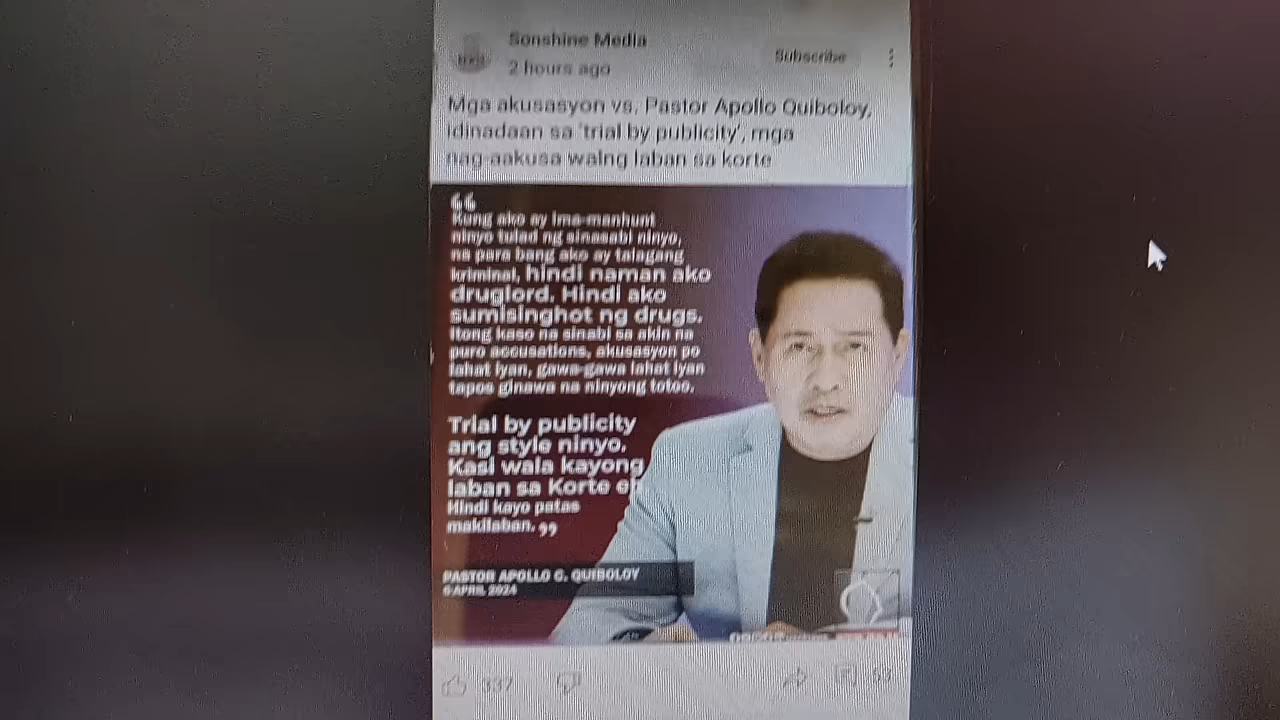 Sonshine Media
2 hours ago
Subscribe
Mga akusasyon vs. Pastor Apollo Quiboloy,
idinadaan sa 'trial by publicity', mga
nag-aakusa walng laban sa korte
“
Kung ako ay ima-manhunt
ninyo tulad ng sinasabi ninyo,
na para bang ako ay talagang
kriminal, hindi naman ako
druglord. Hindi ako
sumisinghot ng drugs.
Itong kaso na sinabi sa akin na
puro accusations, akusasyon po
lahat iyan, gawa-gawa lahat iyan
tapos ginawa na ninyong totoo.
Trial by publicity
ang style ninyo.
Kasi wala kayong
laban sa Korte eh
Hindi kayo patas
makilaban.”
PASTOR APOLLO C. QUIBOLOY
6 APRIL 2024
337
53